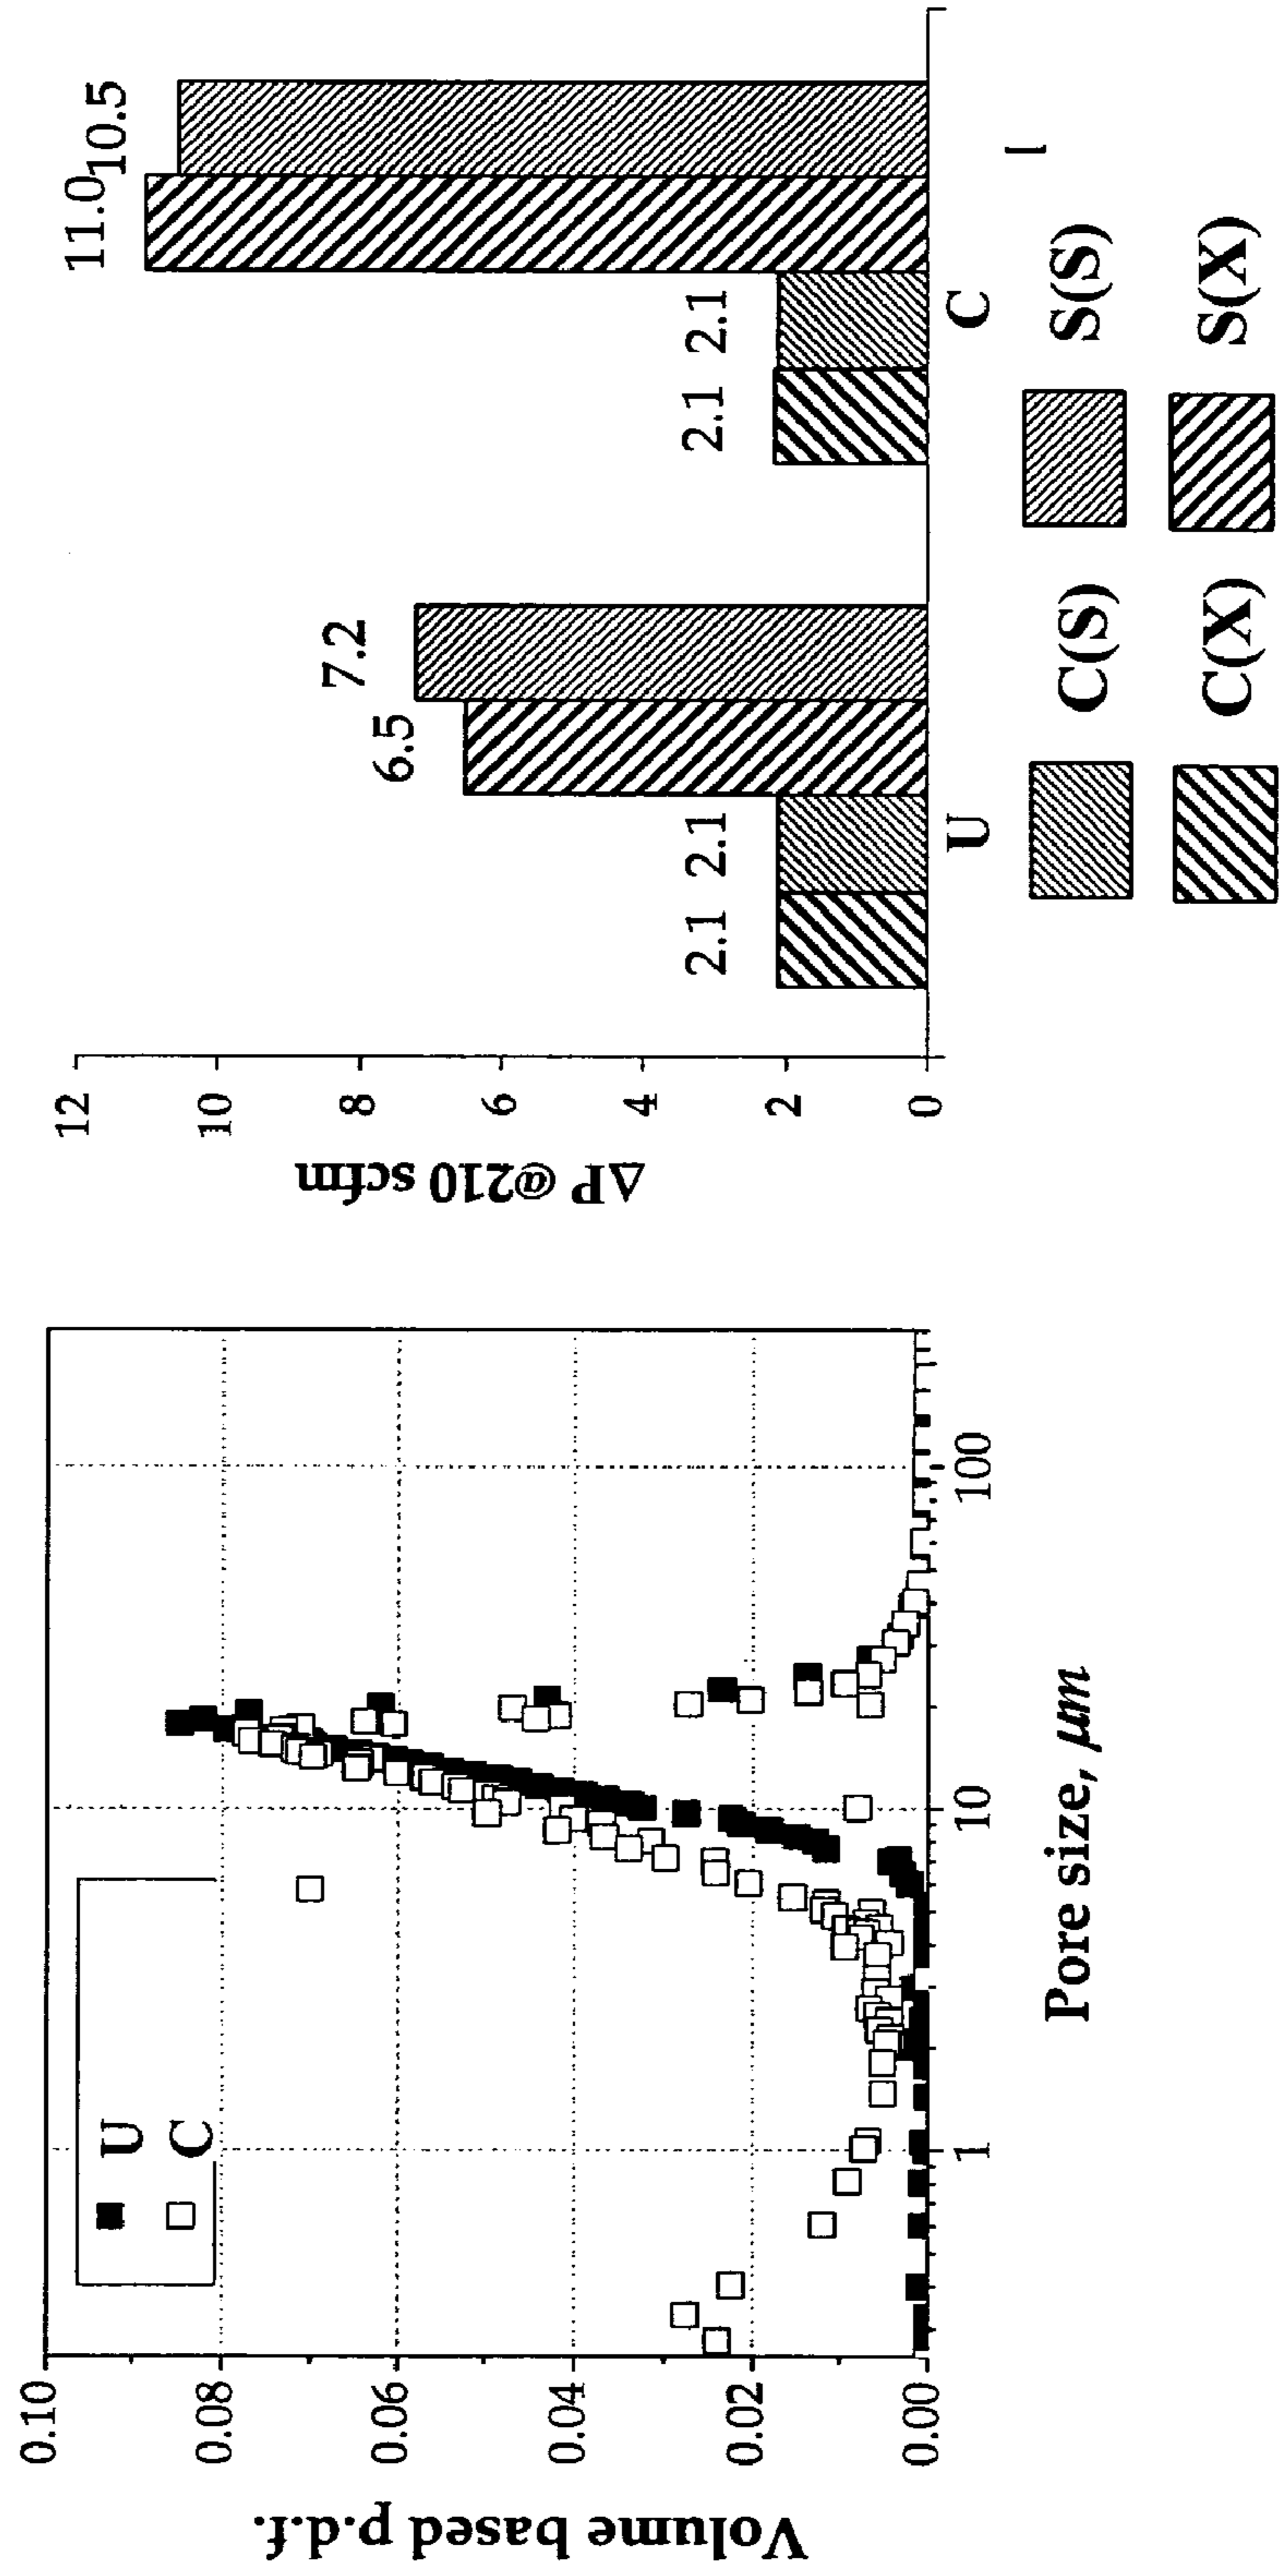 Volume based p.d.f.
0.10
0.08
0.06
0.04
0.02
0.00
U
C
1
10
100
Pore size, μm
ΔP @210 scfm
12
10
8
6
4
2
0
2.1
2.1
6.5
7.2
2.1
2.1
11.0
10.5
U
C
C(S)
S(S)
C(X)
S(X)